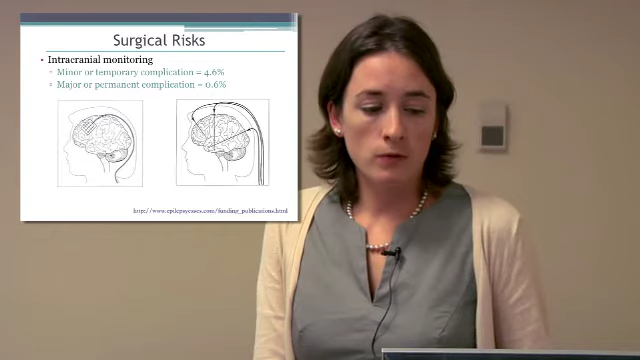 Surgical Risks
• Intracranial monitoring
▫ Minor or temporary complication = 4.6%
▫ Major or permanent complication = 0.6%
http://www.epilepsycases.com/funding_publications.html